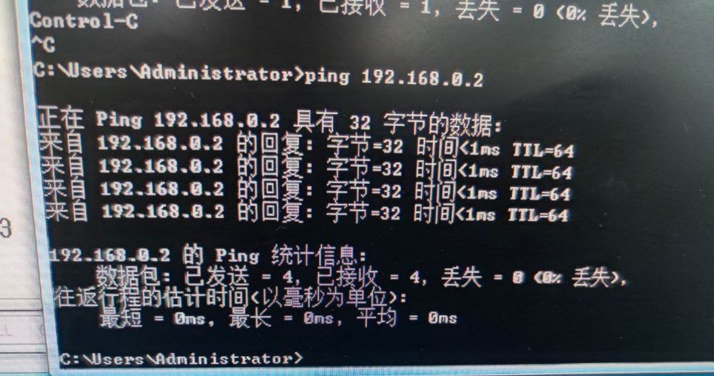 数据包: 已发送 = 1, 已接收 = 1, 丢失 = 0 (0% 丢失),
Control-C
^C
C:\Users\Administrator>ping 192.168.0.2
正在 Ping 192.168.0.2 具有 32 字节的数据:
来自 192.168.0.2 的回复: 字节=32 时间<1ms TTL=64
来自 192.168.0.2 的回复: 字节=32 时间<1ms TTL=64
来自 192.168.0.2 的回复: 字节=32 时间<1ms TTL=64
来自 192.168.0.2 的回复: 字节=32 时间<1ms TTL=64
3
192.168.0.2 的 Ping 统计信息:
数据包: 已发送 = 4, 已接收 = 4, 丢失 = 0 (0% 丢失),
往返行程的估计时间(以毫秒为单位):
最短 = 0ms, 最长 = 0ms, 平均 = 0ms
C:\Users\Administrator>